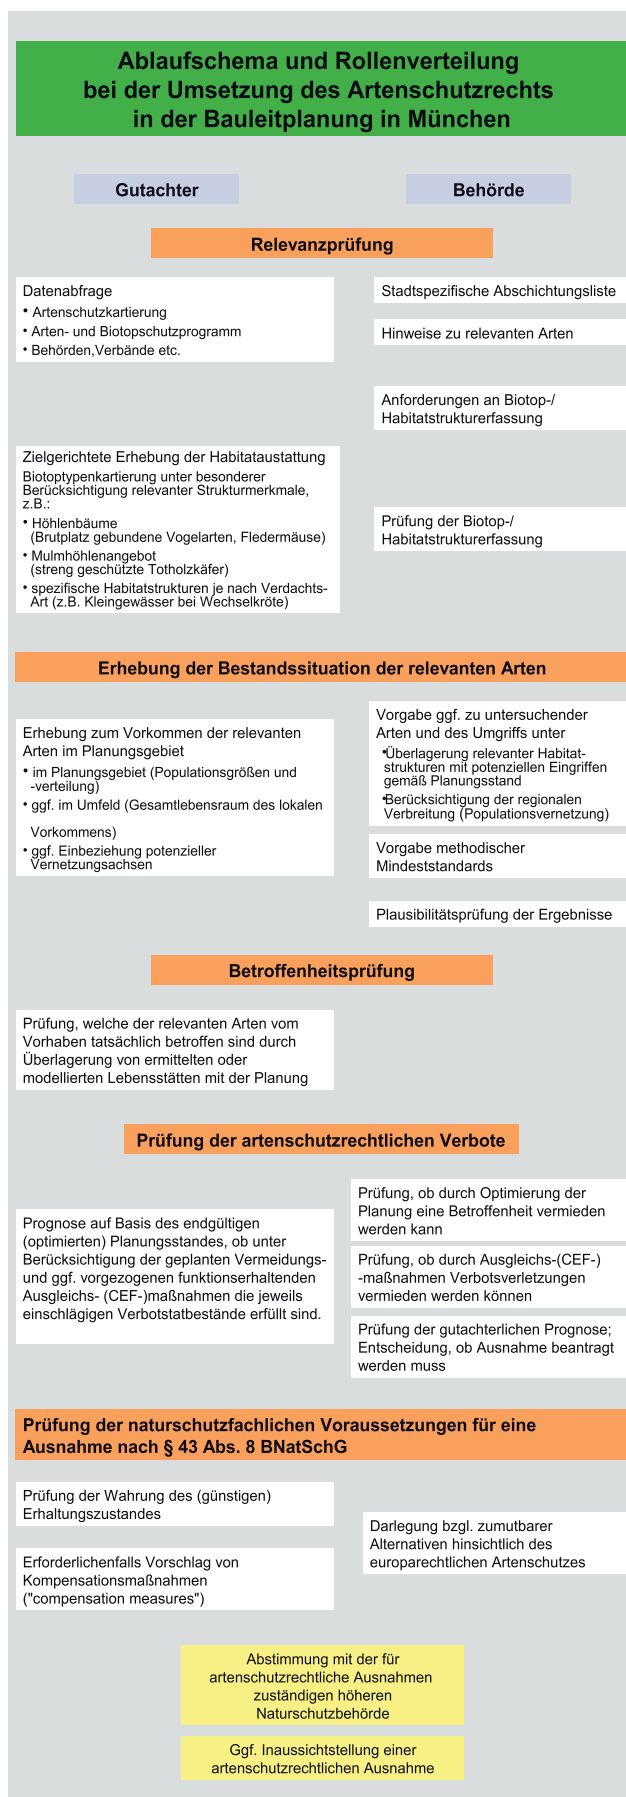 Ablaufschema und Rollenverteilung
bei der Umsetzung des Artenschutzrechts
in der Bauleitplanung in München
Gutachter
Behörde
Relevanzprüfung
Datenabfrage
• Artenschutzkartierung
• Arten- und Biotopschutzprogramm
• Behörden,Verbände etc.
Stadtspezifische Abschichtungsliste
Hinweise zu relevanten Arten
Anforderungen an Biotop-/
Habitatstrukturerfassung
Zielgerichtete Erhebung der Habitataustattung
Biotoptypenkartierung unter besonderer
Berücksichtigung relevanter Strukturmerkmale,
z.B.:
• Höhlenbäume
(Brutplatz gebundene Vogelarten, Fledermäuse)
• Mulmhöhlenangebot
(streng geschützte Totholzkäfer)
• spezifische Habitatstrukturen je nach Verdachts-
Art (z.B. Kleingewässer bei Wechselkröte)
Prüfung der Biotop-/
Habitatstrukturerfassung
Erhebung der Bestandssituation der relevanten Arten
Erhebung zum Vorkommen der relevanten
Arten im Planungsgebiet
• im Planungsgebiet (Populationsgrößen und
-verteilung)
• ggf. im Umfeld (Gesamtlebensraum des lokalen
Vorkommens)
• ggf. Einbeziehung potenzieller
Vernetzungsachsen
Vorgabe ggf. zu untersuchender
Arten und des Umgriffs unter
•Überlagerung relevanter Habitat-
strukturen mit potenziellen Eingriffen
gemäß Planungsstand
•Berücksichtigung der regionalen
Verbreitung (Populationsvernetzung)
Vorgabe methodischer
Mindeststandards
Plausibilitätsprüfung der Ergebnisse
Betroffenheitsprüfung
Prüfung, welche der relevanten Arten vom
Vorhaben tatsächlich betroffen sind durch
Überlagerung von ermittelten oder
modellierten Lebensstätten mit der Planung
Prüfung der artenschutzrechtlichen Verbote
Prognose auf Basis des endgültigen
(optimierten) Planungsstandes, ob unter
Berücksichtigung der geplanten Vermeidungs-
und ggf. vorgezogenen funktionserhaltenden
Ausgleichs- (CEF-)maßnahmen die jeweils
einschlägigen Verbotstatbestände erfüllt sind.
Prüfung, ob durch Optimierung der
Planung eine Betroffenheit vermieden
werden kann
Prüfung, ob durch Ausgleichs-(CEF-)
-maßnahmen Verbotsverletzungen
vermieden werden können
Prüfung der gutachterlichen Prognose;
Entscheidung, ob Ausnahme beantragt
werden muss
Prüfung der naturschutzfachlichen Voraussetzungen für eine
Ausnahme nach § 43 Abs. 8 BNatSchG
Prüfung der Wahrung des (günstigen)
Erhaltungszustandes
Erforderlichenfalls Vorschlag von
Kompensationsmaßnahmen
("compensation measures")
Darlegung bzgl. zumutbarer
Alternativen hinsichtlich des
europarechtlichen Artenschutzes
Abstimmung mit der für
artenschutzrechtliche Ausnahmen
zuständigen höheren
Naturschutzbehörde
Ggf. Inaussichtstellung einer
artenschutzrechtlichen Ausnahme